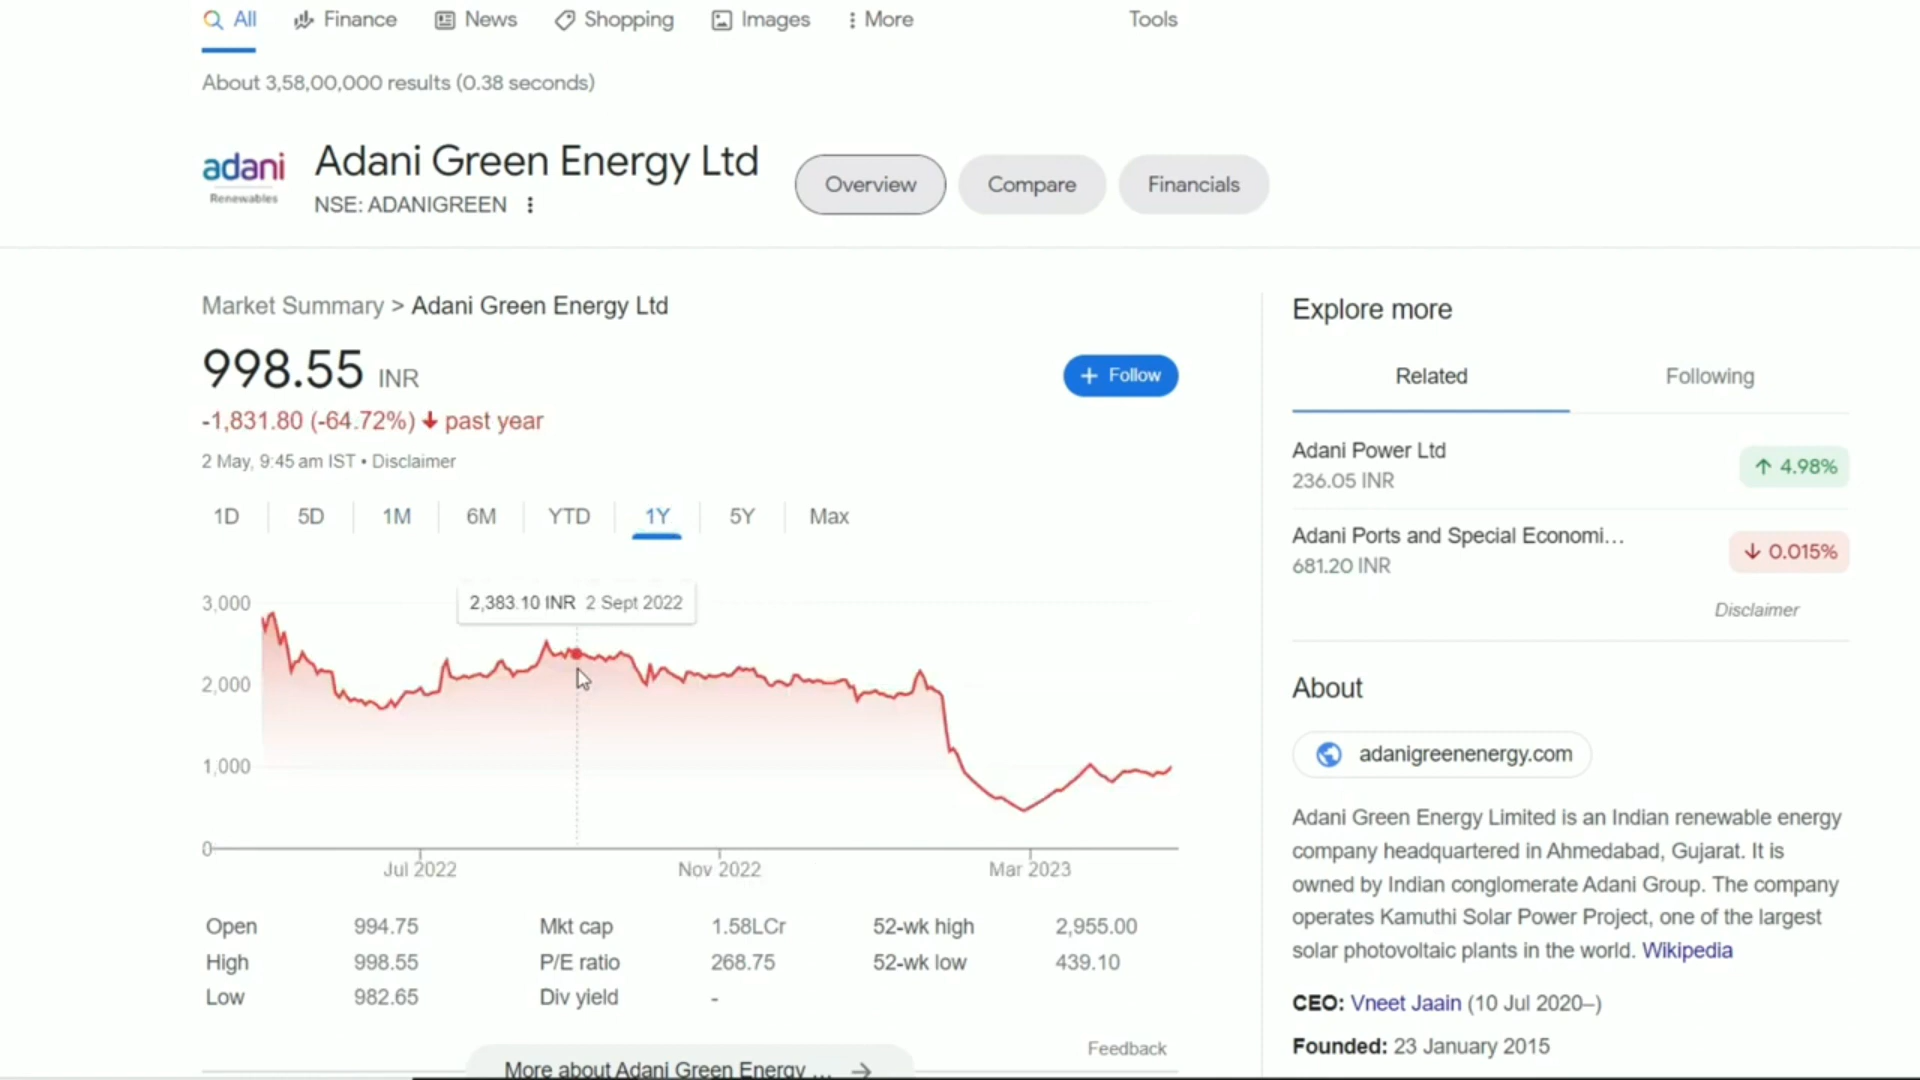 All Finance News Shopping Images More Tools
About 3,58,00,000 results (0.38 seconds)
adani
Renewables
Adani Green Energy Ltd
NSE: ADANIGREEN
Overview Compare Financials
Market Summary > Adani Green Energy Ltd
998.55 INR
+ Follow
-1,831.80 (-64.72%) ↓ past year
2 May, 9:45 am IST • Disclaimer
1D 5D 1M 6M YTD 1Y 5Y Max
2,383.10 INR 2 Sept 2022
3,000
2,000
1,000
0
Jul 2022 Nov 2022 Mar 2023
Open 994.75 Mkt cap 1.58LCr 52-wk high 2,955.00
High 998.55 P/E ratio 268.75 52-wk low 439.10
Low 982.65 Div yield -
Feedback
More about Adani Green Energy ... →
Explore more
Related Following
Adani Power Ltd
236.05 INR
↑ 4.98%
Adani Ports and Special Economi...
681.20 INR
↓ 0.015%
Disclaimer
About
adanigreenenergy.com
Adani Green Energy Limited is an Indian renewable energy
company headquartered in Ahmedabad, Gujarat. It is
owned by Indian conglomerate Adani Group. The company
operates Kamuthi Solar Power Project, one of the largest
solar photovoltaic plants in the world. Wikipedia
CEO: Vneet Jaain (10 Jul 2020–)
Founded: 23 January 2015